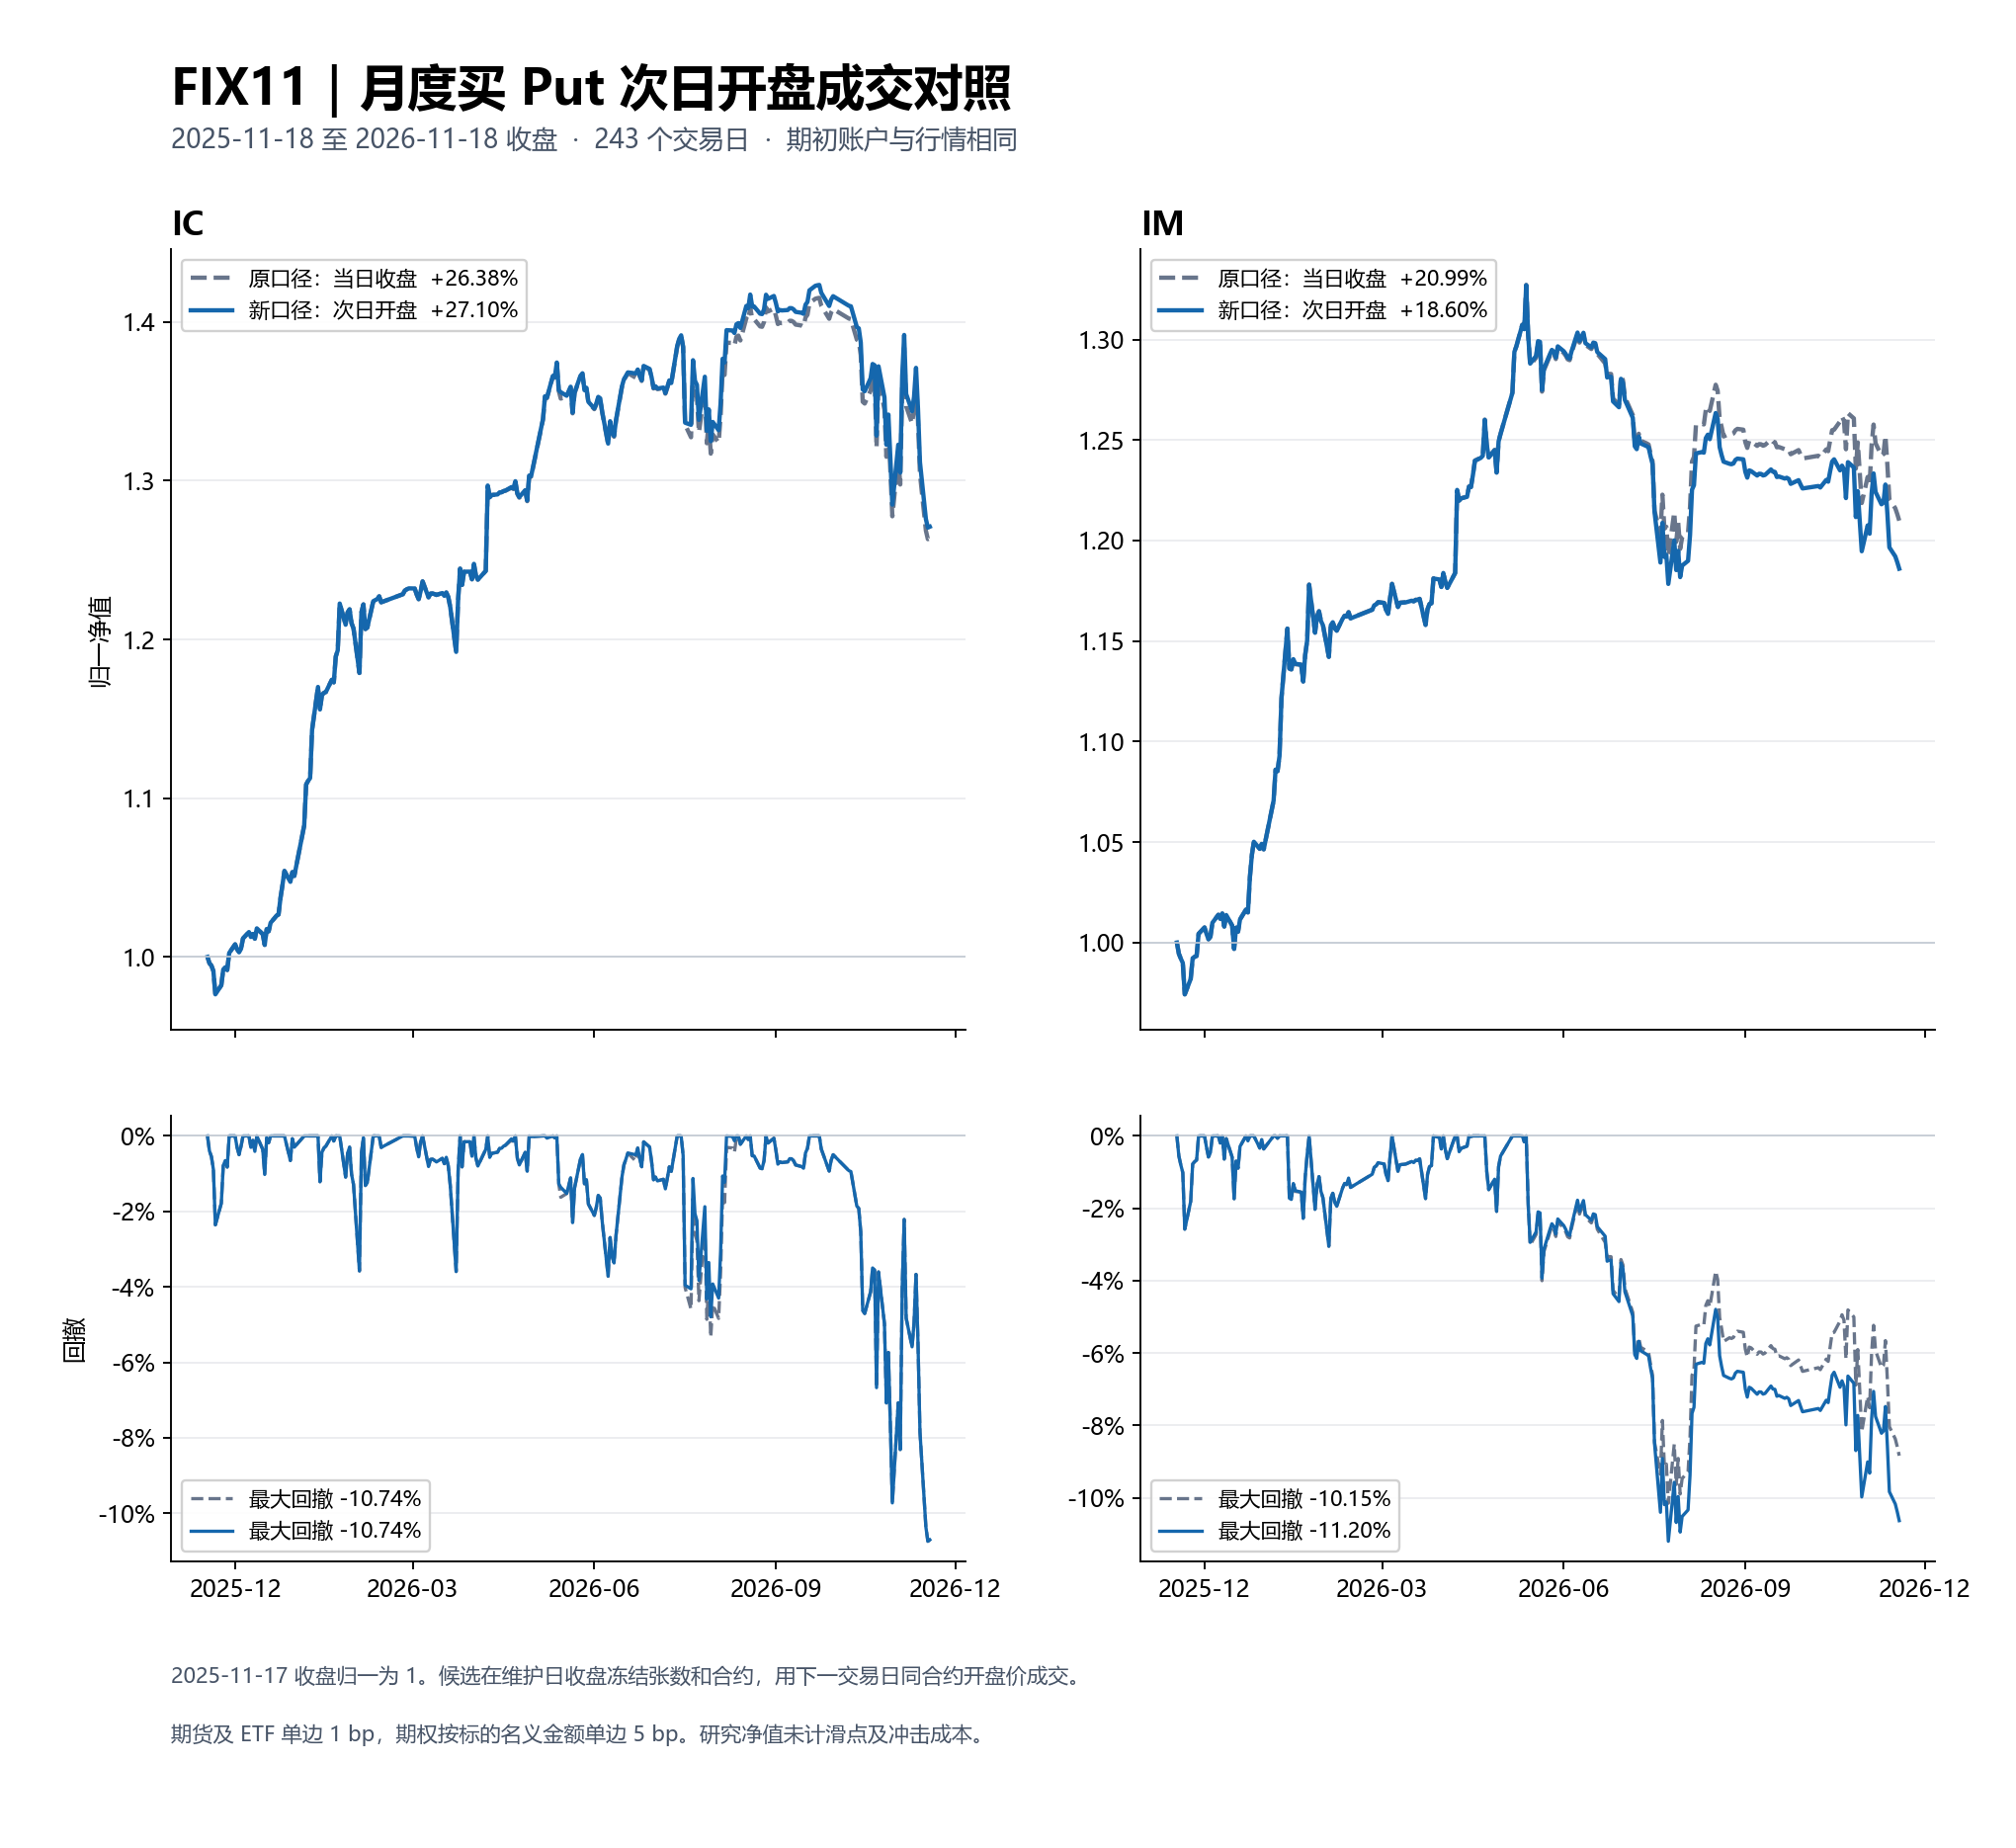 FIX11 | 月度买 Put 次日开盘成交对照
2025-11-18 至 2026-11-18 收盘 · 243 个交易日 · 期初账户与行情相同
IC
原口径：当日收盘 +26.38%
新口径：次日开盘 +27.10%
归一净值
1.4
1.3
1.2
1.1
1.0
IM
原口径：当日收盘 +20.99%
新口径：次日开盘 +18.60%
1.30
1.25
1.20
1.15
1.10
1.05
1.00
回撤
0%
-2%
-4%
-6%
-8%
-10%
最大回撤 -10.74%
最大回撤 -10.74%
2025-12
2026-03
2026-06
2026-09
2026-12
0%
-2%
-4%
-6%
-8%
-10%
最大回撤 -10.15%
最大回撤 -11.20%
2025-12
2026-03
2026-06
2026-09
2026-12
2025-11-17 收盘归一为 1。候选在维护日收盘冻结张数和合约，用下一交易日同合约开盘价成交。
期货及 ETF 单边 1 bp，期权按标的名义金额单边 5 bp。研究净值未计滑点及冲击成本。